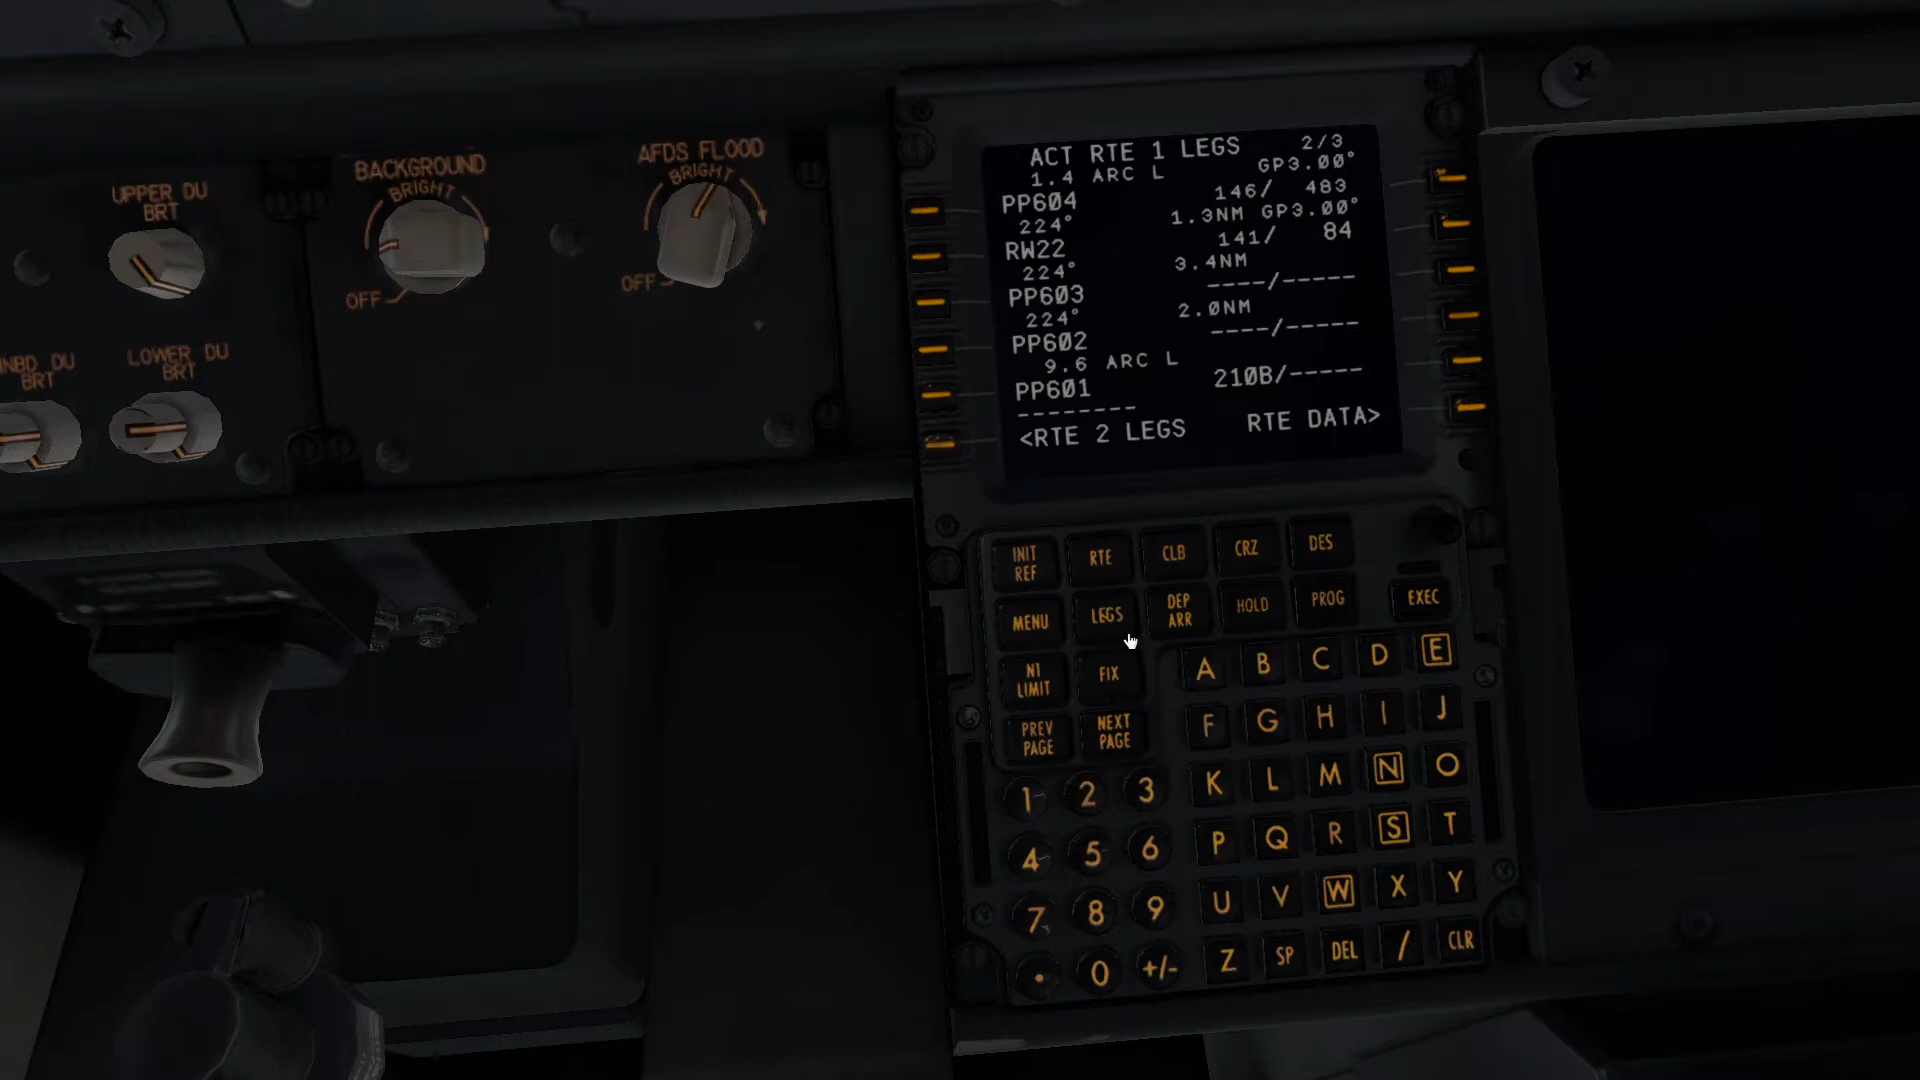 UPPER DU
BRT
BACKGROUND
BRIGHT
OFF
AFDS FLOOD
BRIGHT
OFF
NBD DU
BRT
LOWER DU
BRT
ACT RTE 1 LEGS 2/3
1.4 ARC L GP3.00°
PP604 146/ 483
224° 1.3NM GP3.00°
RW22 141/ 84
224° 3.4NM
PP603 ----/-----
224° 2.0NM
PP602 ----/-----
9.6 ARC L
PP601 210B/-----
--------
<RTE 2 LEGS RTE DATA>
INIT REF RTE CLB CRZ DES
MENU LEGS DEP ARR HOLD PROG EXEC
N1 LIMIT FIX
PREV PAGE NEXT PAGE
A B C D E
F G H I J
1 2 3 K L M N O
4 5 6 P Q R S T
7 8 9 U V W X Y
. 0 +/- Z SP DEL / CLR